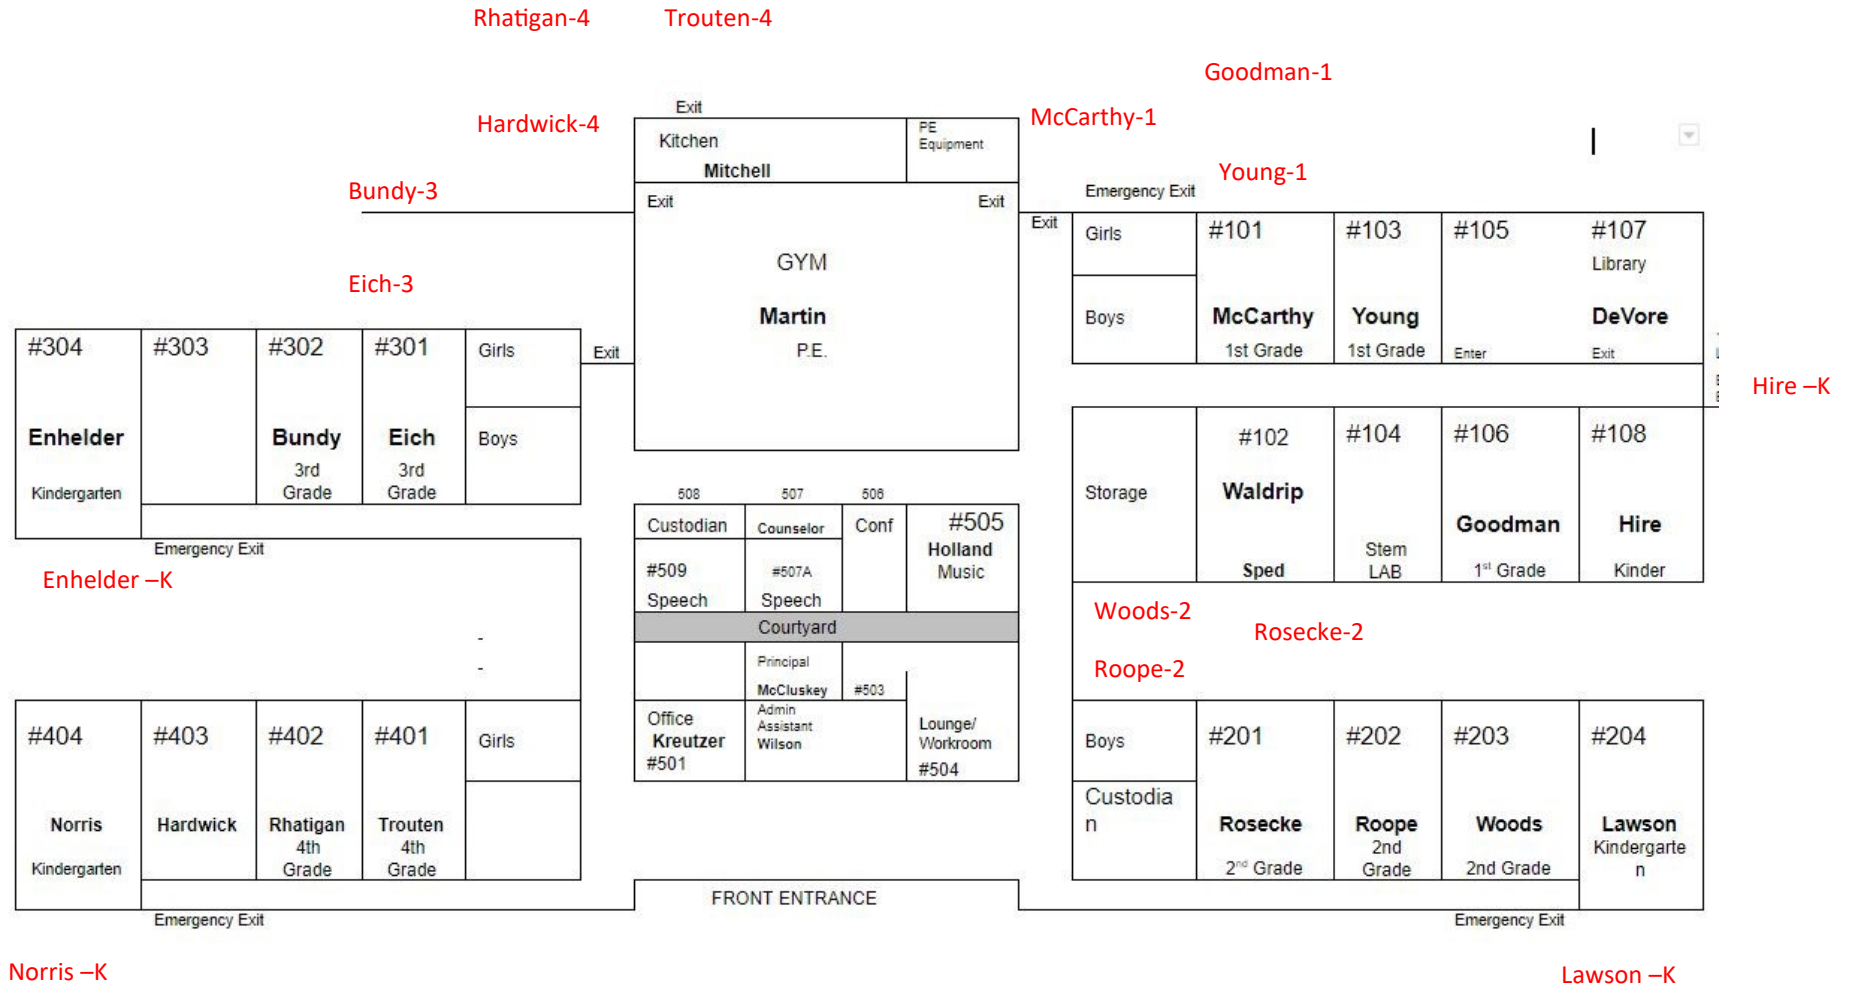 Rhatigan-4
Trouten-4
Goodman-1
Exit
Hardwick-4
McCarthy-1
Kitchen
Mitchell
PE
Equipment
Bundy-3
Young-1
Emergency Exit
Exit
Exit
Exit
Girls
#101
#103
#105
#107
Library
GYM
Eich-3
Martin
P.E.
Boys
McCarthy
1st Grade
Young
1st Grade
Enter
DeVore
Exit
#304
#303
#302
#301
Girls
Exit
Hire –K
Enhelder
Kindergarten
Bundy
3rd
Grade
Eich
3rd
Grade
Boys
Storage
#102
Waldrip
Sped
#104
Stem
LAB
#106
Goodman
1st Grade
#108
Hire
Kinder
508
507
506
Custodian
Counselor
Conf
#505
Holland
Music
Emergency Exit
Enhelder –K
#509
Speech
#507A
Speech
Courtyard
Woods-2
Rosecke-2
Roope-2
-
-
Principal
McCluskey
#503
Office
Kreutzer
#501
Admin
Assistant
Wilson
Lounge/
Workroom
#504
#404
#403
#402
#401
Girls
Boys
#201
#202
#203
#204
Norris
Kindergarten
Hardwick
Rhatigan
4th
Grade
Trouten
4th
Grade
Custodia
n
Rosecke
2nd Grade
Roope
2nd
Grade
Woods
2nd Grade
Lawson
Kindergarte
n
FRONT ENTRANCE
Emergency Exit
Emergency Exit
Norris –K
Lawson –K